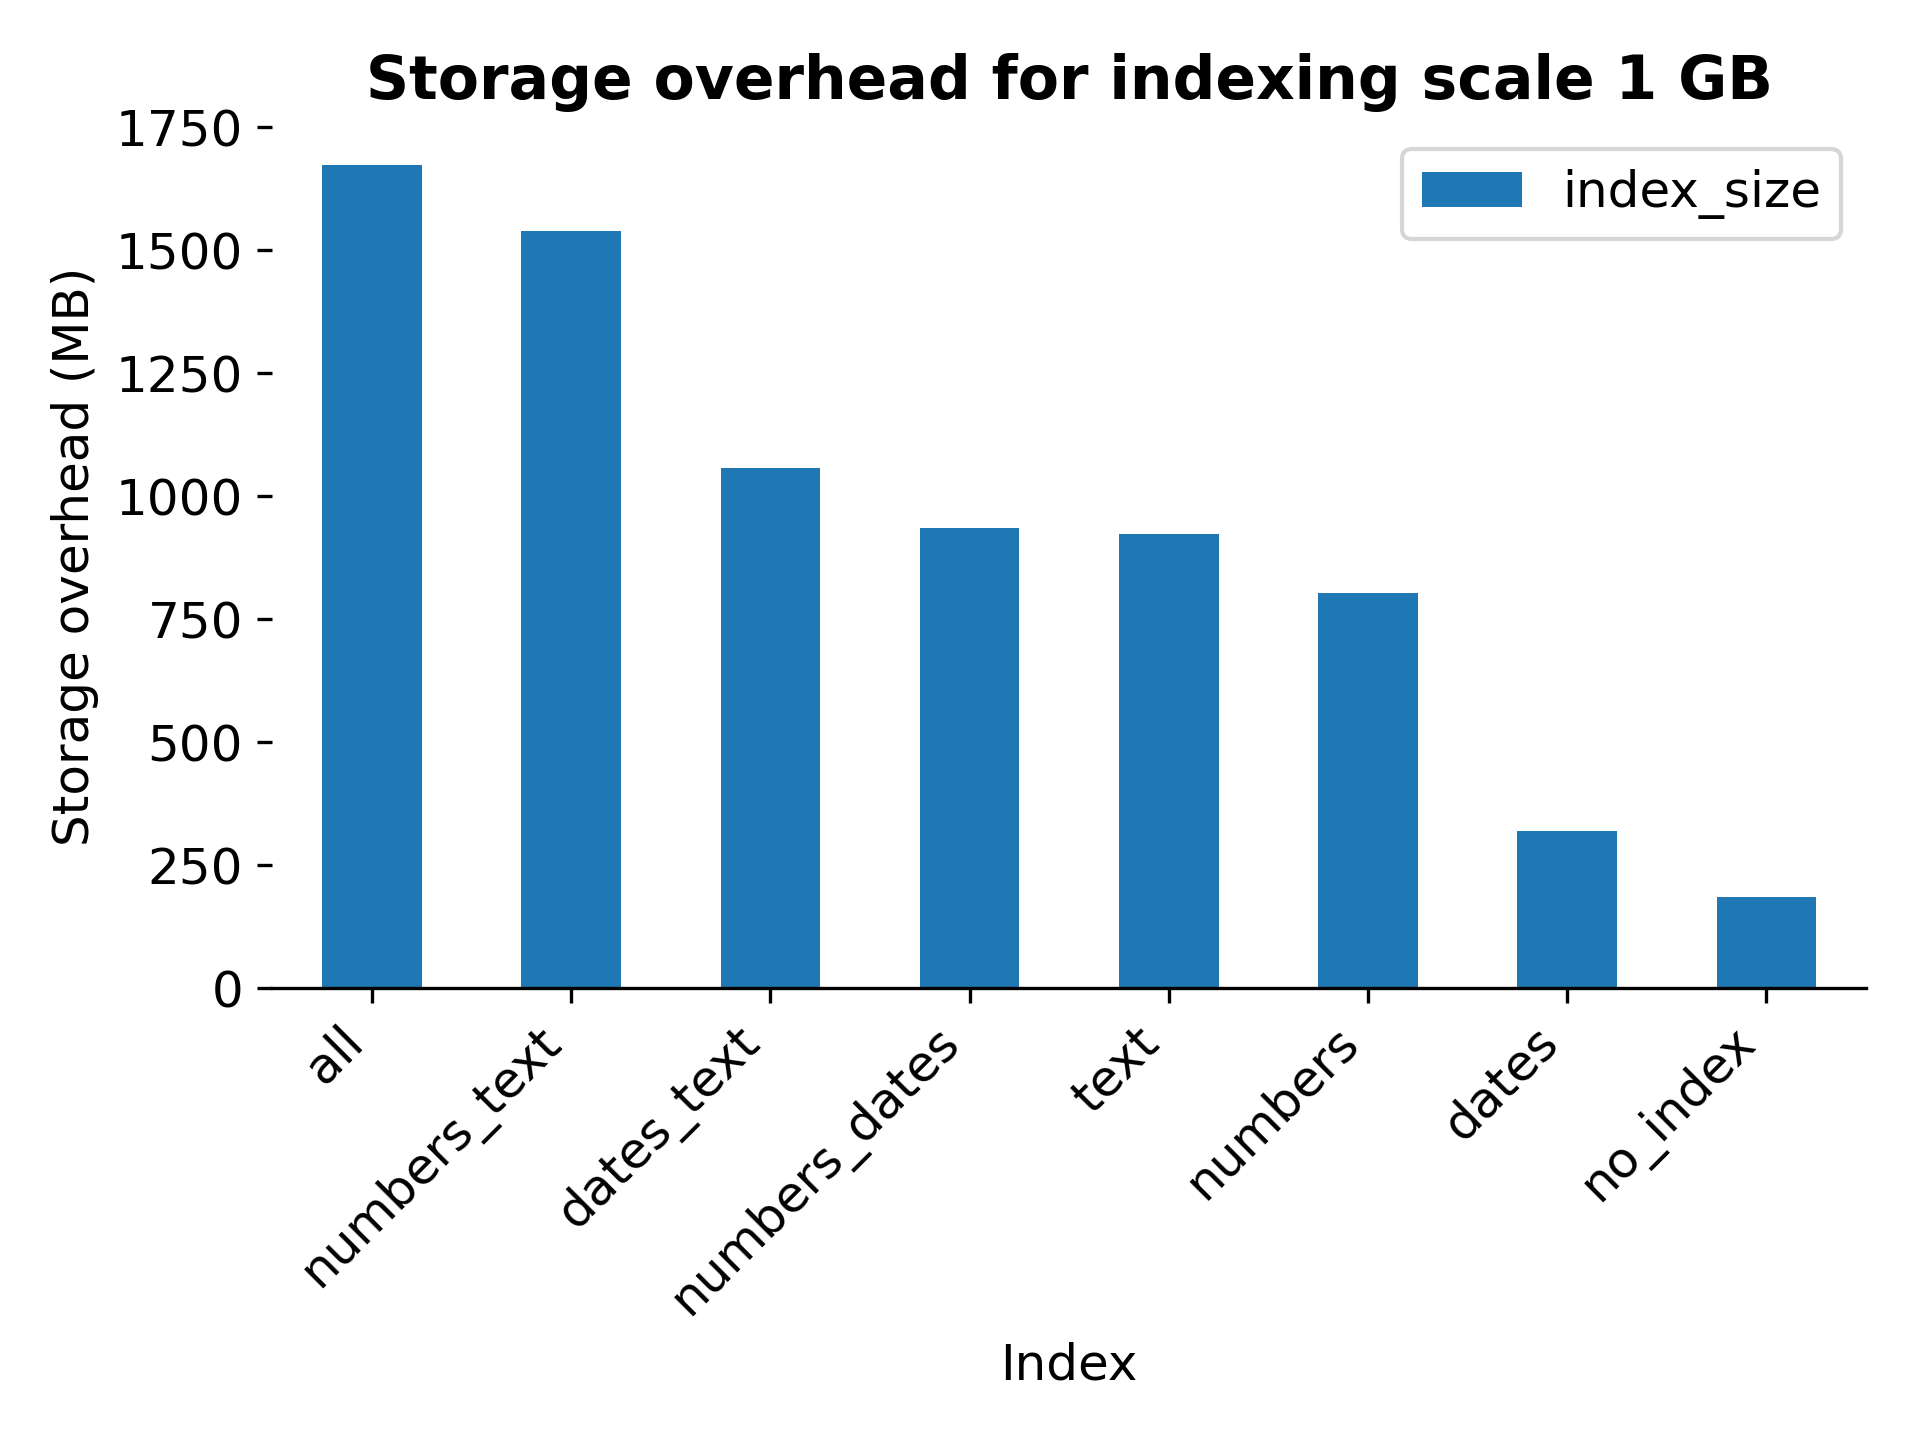 Storage overhead for indexing scale 1 GB
index_size
Storage overhead (MB)
1750
1500
1250
1000
750
500
250
0
all
numbers_text
dates_text
numbers_dates
text
numbers
dates
no_index
Index